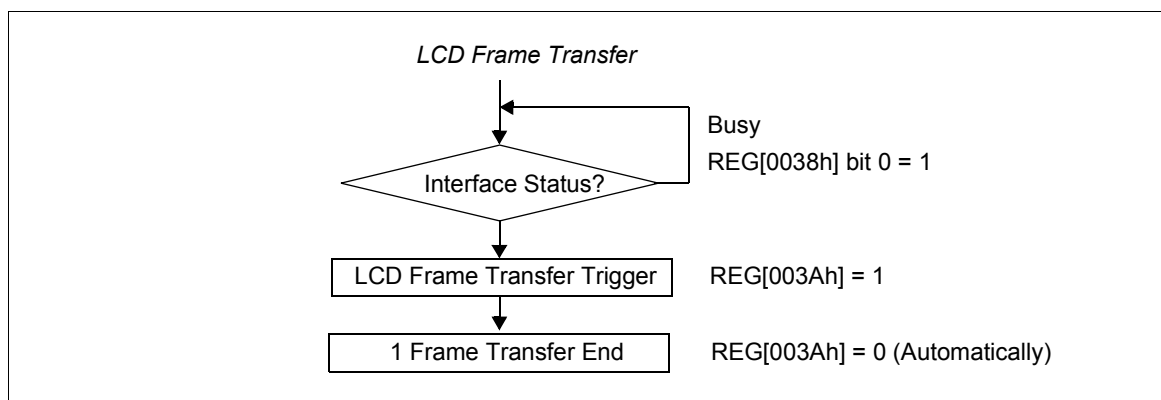 LCD Frame Transfer
Busy
REG[0038h] bit 0 = 1
Interface Status?
LCD Frame Transfer Trigger REG[003Ah] = 1
1 Frame Transfer End REG[003Ah] = 0 (Automatically)